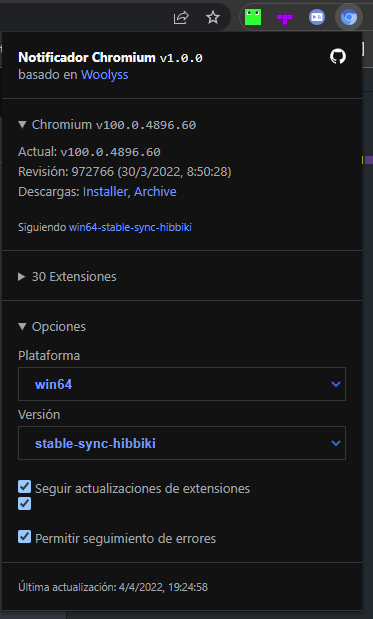 Notificador Chromium v1.0.0
basado en Woolyss
▼ Chromium v100.0.4896.60
Actual: v100.0.4896.60
Revisión: 972766 (30/3/2022, 8:50:28)
Descargas: Installer, Archive
Siguiendo win64-stable-sync-hibbiki
▶ 30 Extensiones
▼ Opciones
Plataforma
win64
Versión
stable-sync-hibbiki
Seguir actualizaciones de extensiones
Permitir seguimiento de errores
Última actualización: 4/4/2022, 19:24:58